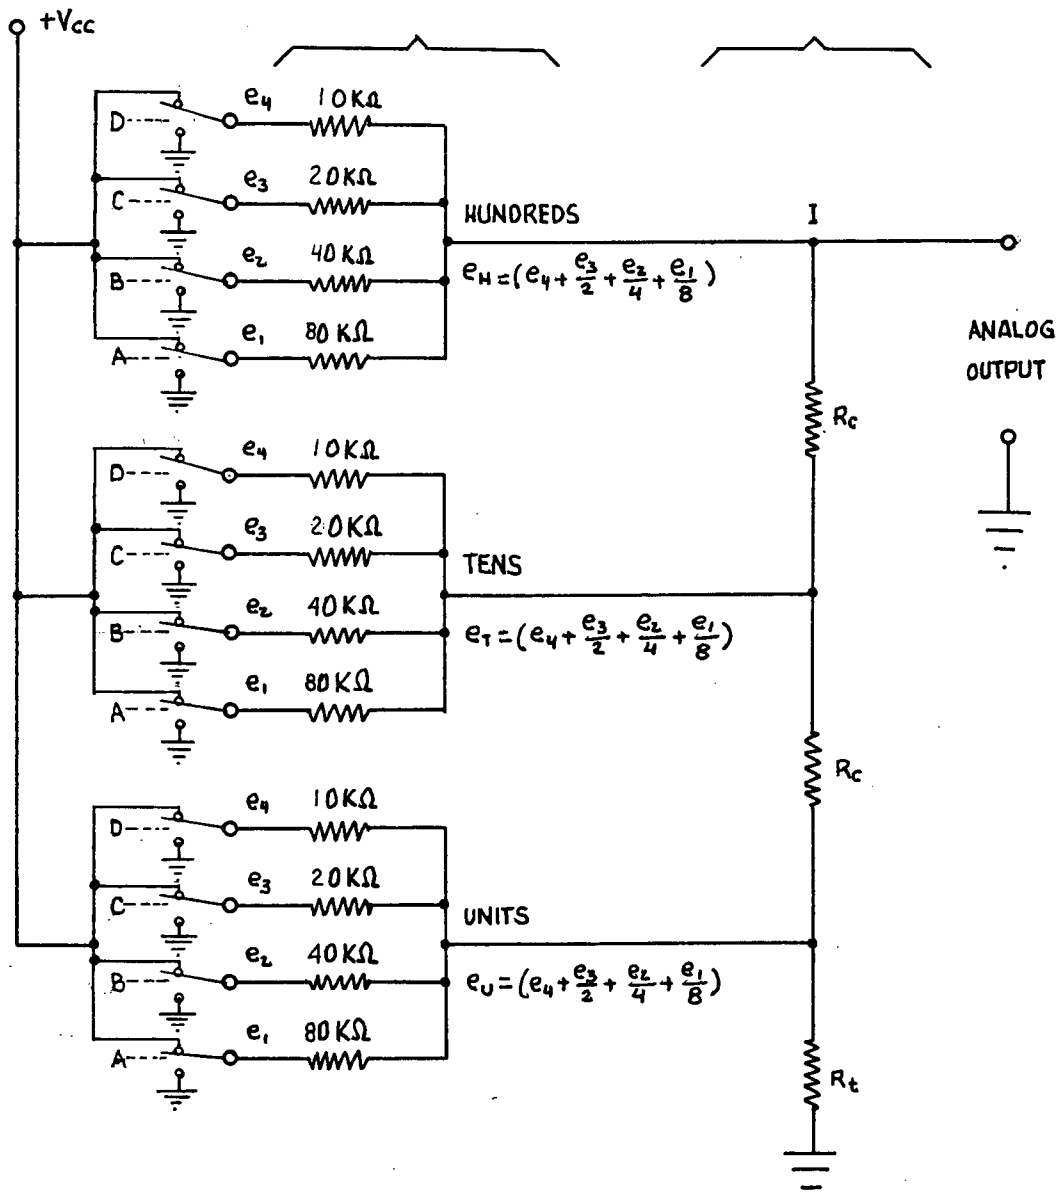 +Vcc
e4 10KΩ
D
e3 20KΩ
C
HUNDREDS
I
e2 40KΩ
B
eH=(e4+e3/2+e2/4+e1/8)
e1 80KΩ
A
ANALOG
OUTPUT
Rc
e4 10KΩ
D
e3 20KΩ
C
TENS
e2 40KΩ
B
eT=(e4+e3/2+e2/4+e1/8)
e1 80KΩ
A
Rc
e4 10KΩ
D
e3 20KΩ
C
UNITS
e2 40KΩ
B
eU=(e4+e3/2+e2/4+e1/8)
e1 80KΩ
A
Rt